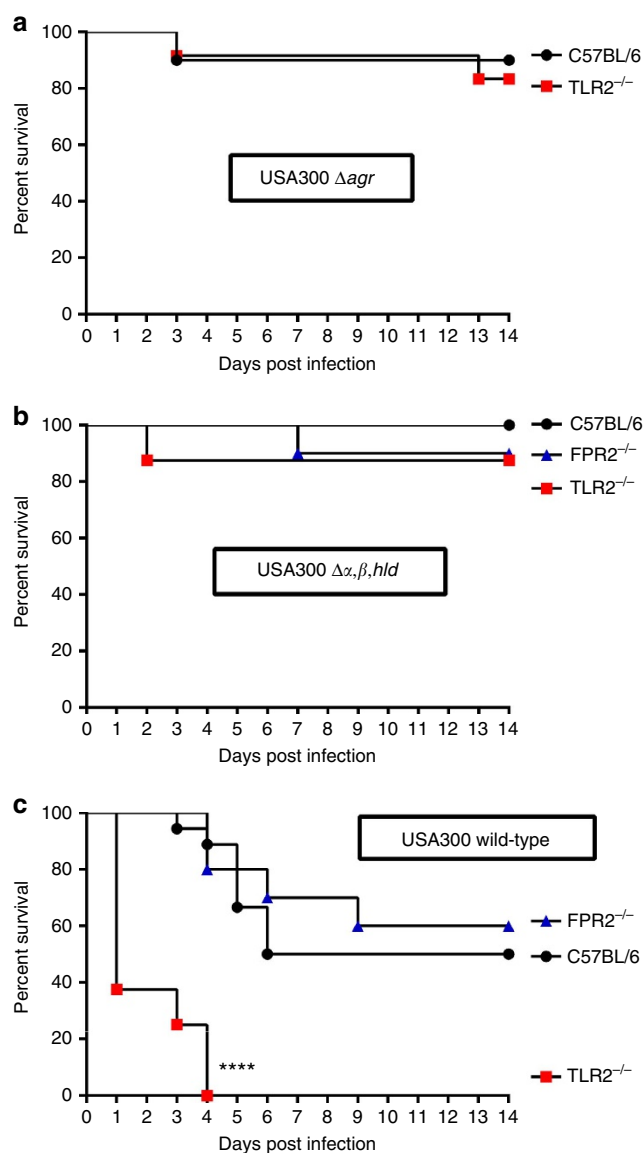 a
100
80
60
40
20
0
Percent survival
USA300 Δagr
C57BL/6
TLR2–/–
0 1 2 3 4 5 6 7 8 9 10 11 12 13 14
Days post infection
b
100
80
60
40
20
0
Percent survival
USA300 Δα,β,hld
C57BL/6
FPR2–/–
TLR2–/–
0 1 2 3 4 5 6 7 8 9 10 11 12 13 14
Days post infection
c
100
80
60
40
20
0
Percent survival
USA300 wild-type
FPR2–/–
C57BL/6
****
TLR2–/–
0 1 2 3 4 5 6 7 8 9 10 11 12 13 14
Days post infection